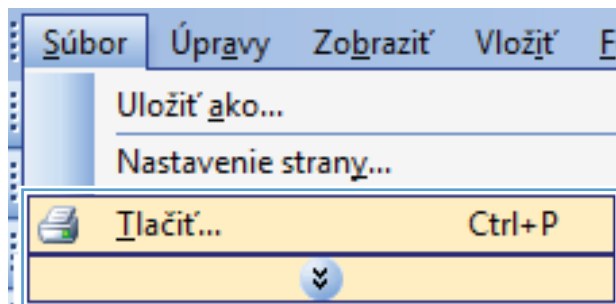 Súbor Úpravy Zobraziť Vložiť F
Uložiť ako...
Nastavenie strany...
Tlačiť... Ctrl+P